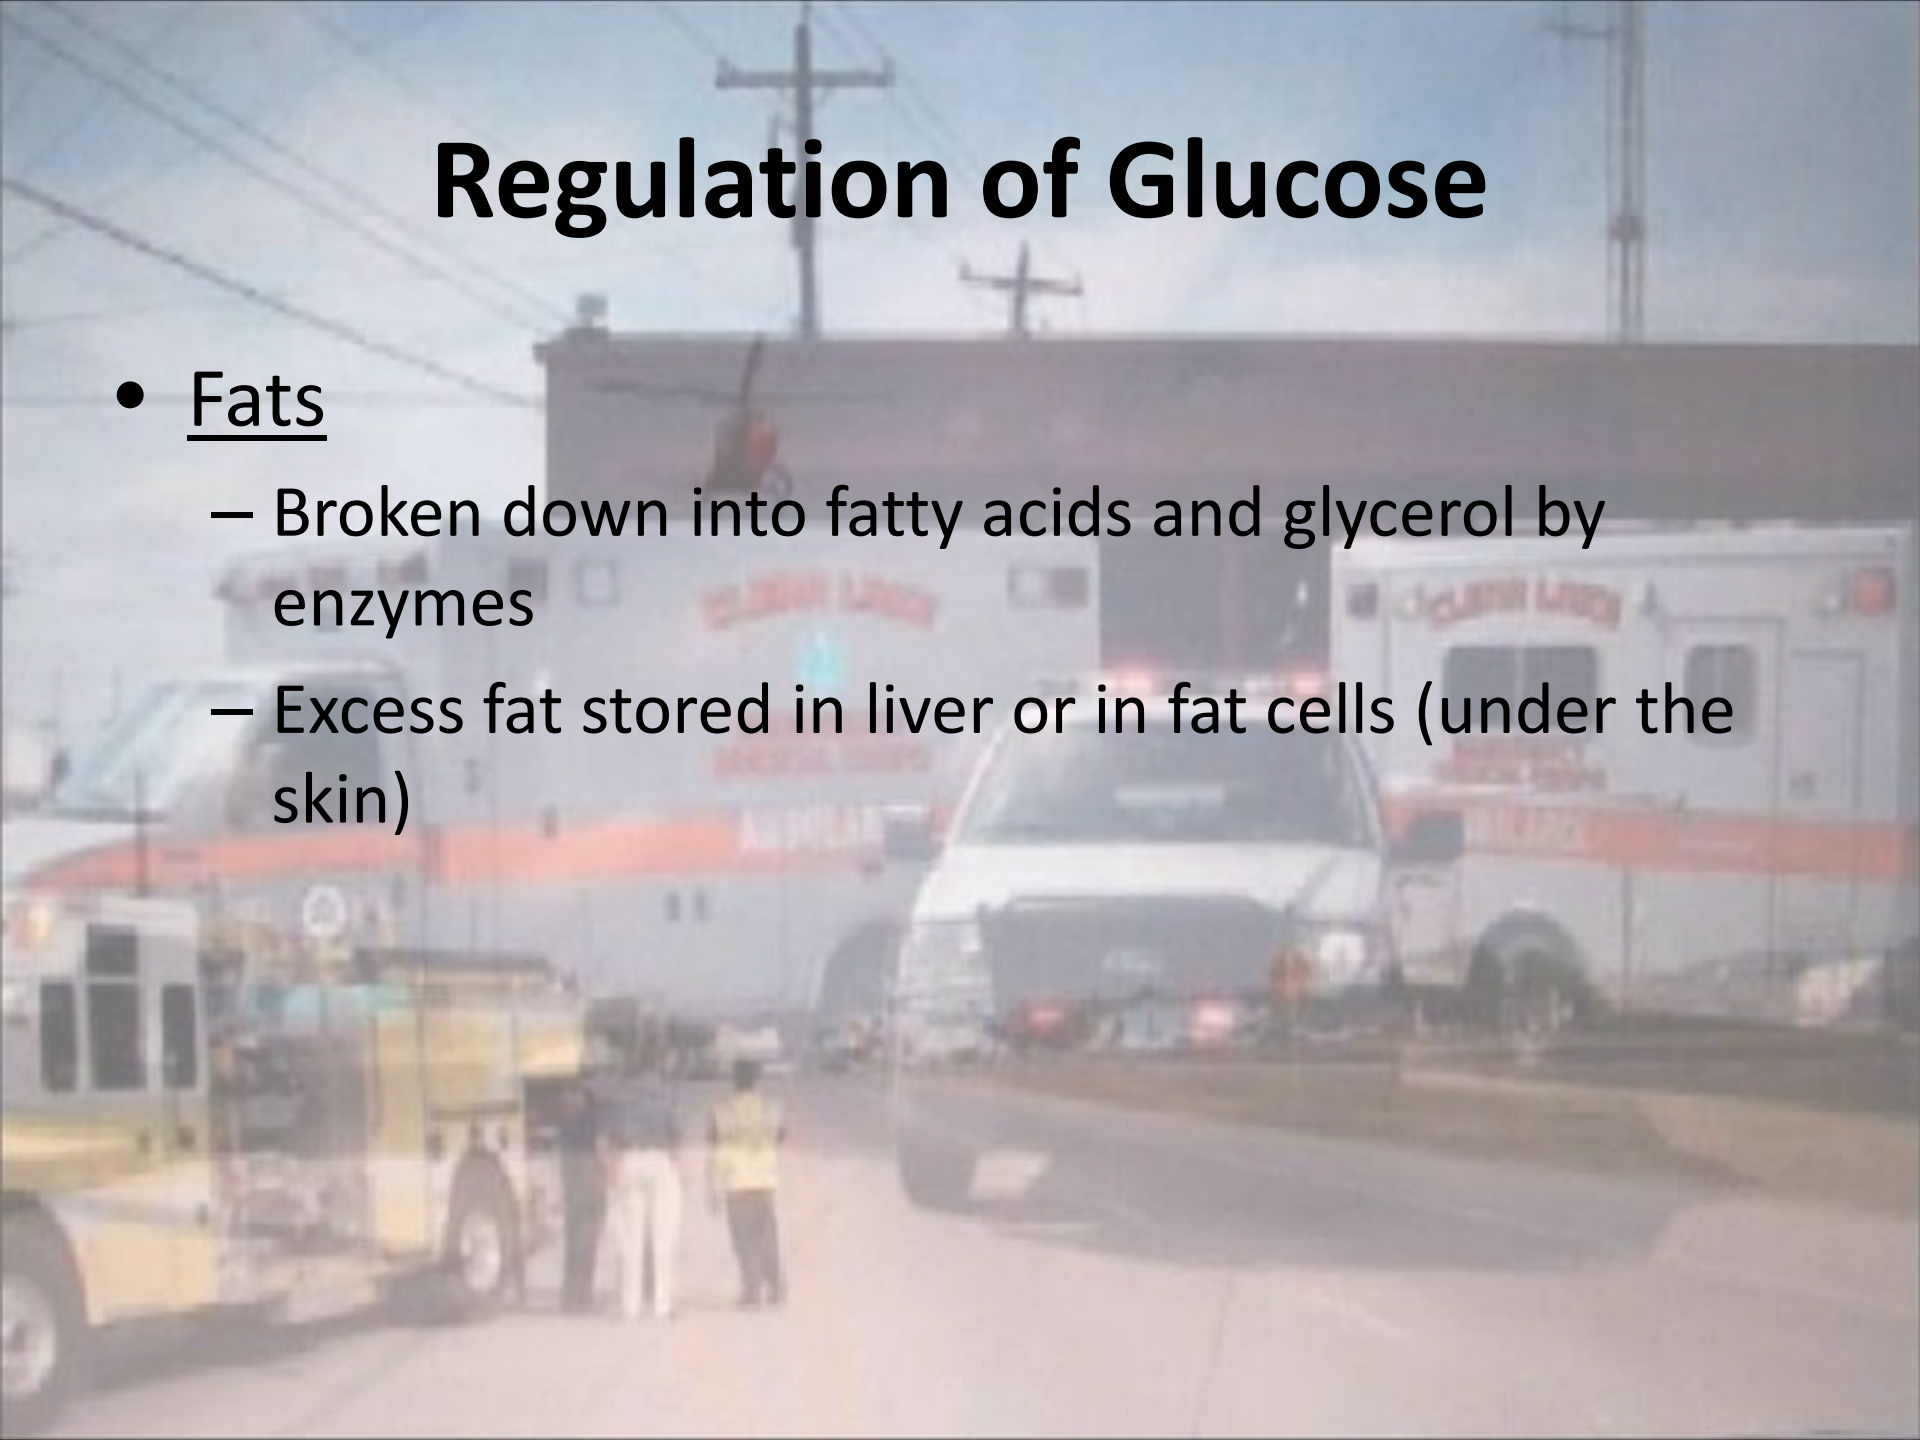 Regulation of Glucose
• Fats
– Broken down into fatty acids and glycerol by
enzymes
– Excess fat stored in liver or in fat cells (under the
skin)